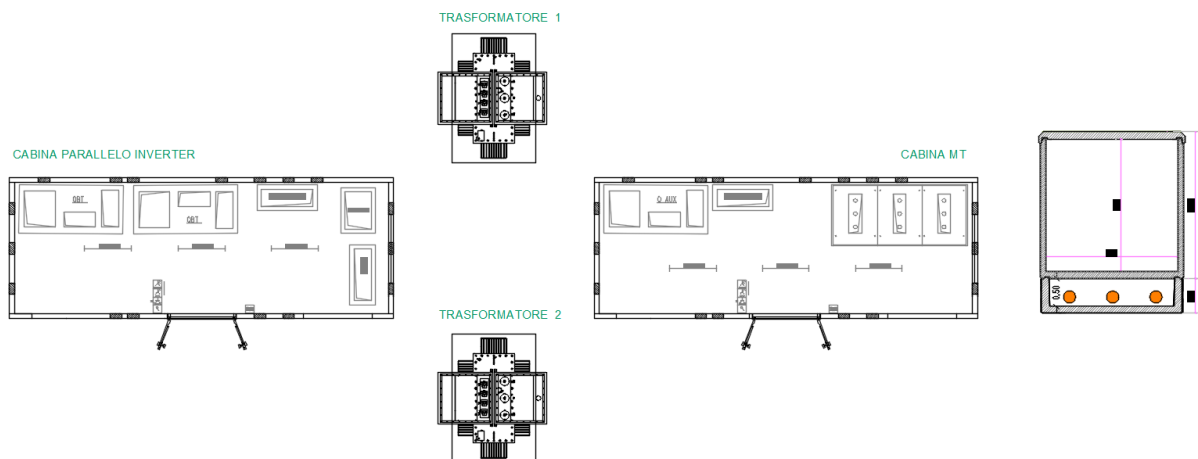 TRASFORMATORE 1
CABINA PARALLELO INVERTER
CABINA MT
QBT
QBT
Q AUX
0,50
TRASFORMATORE 2